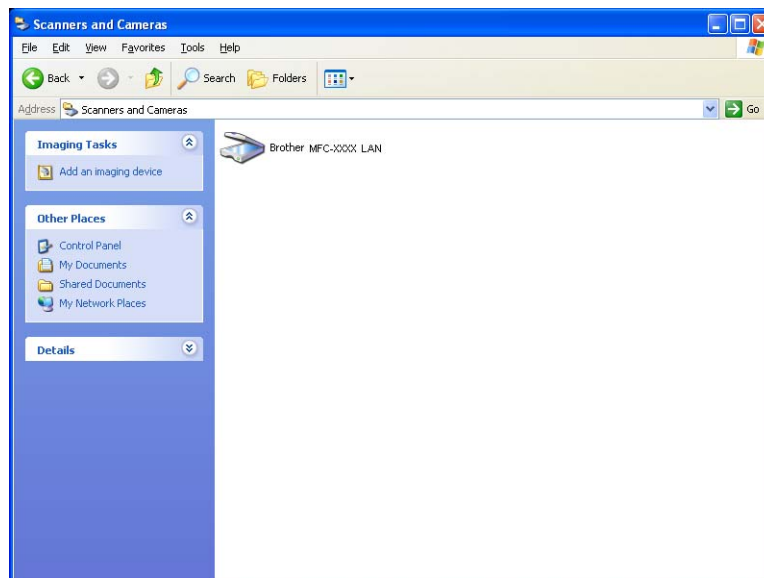 Scanners and Cameras
File Edit View Favorites Tools Help
Back Search Folders
Address Scanners and Cameras Go
Imaging Tasks
Add an imaging device
Other Places
Control Panel
My Documents
Shared Documents
My Network Places
Details
Brother MFC-XXXX LAN